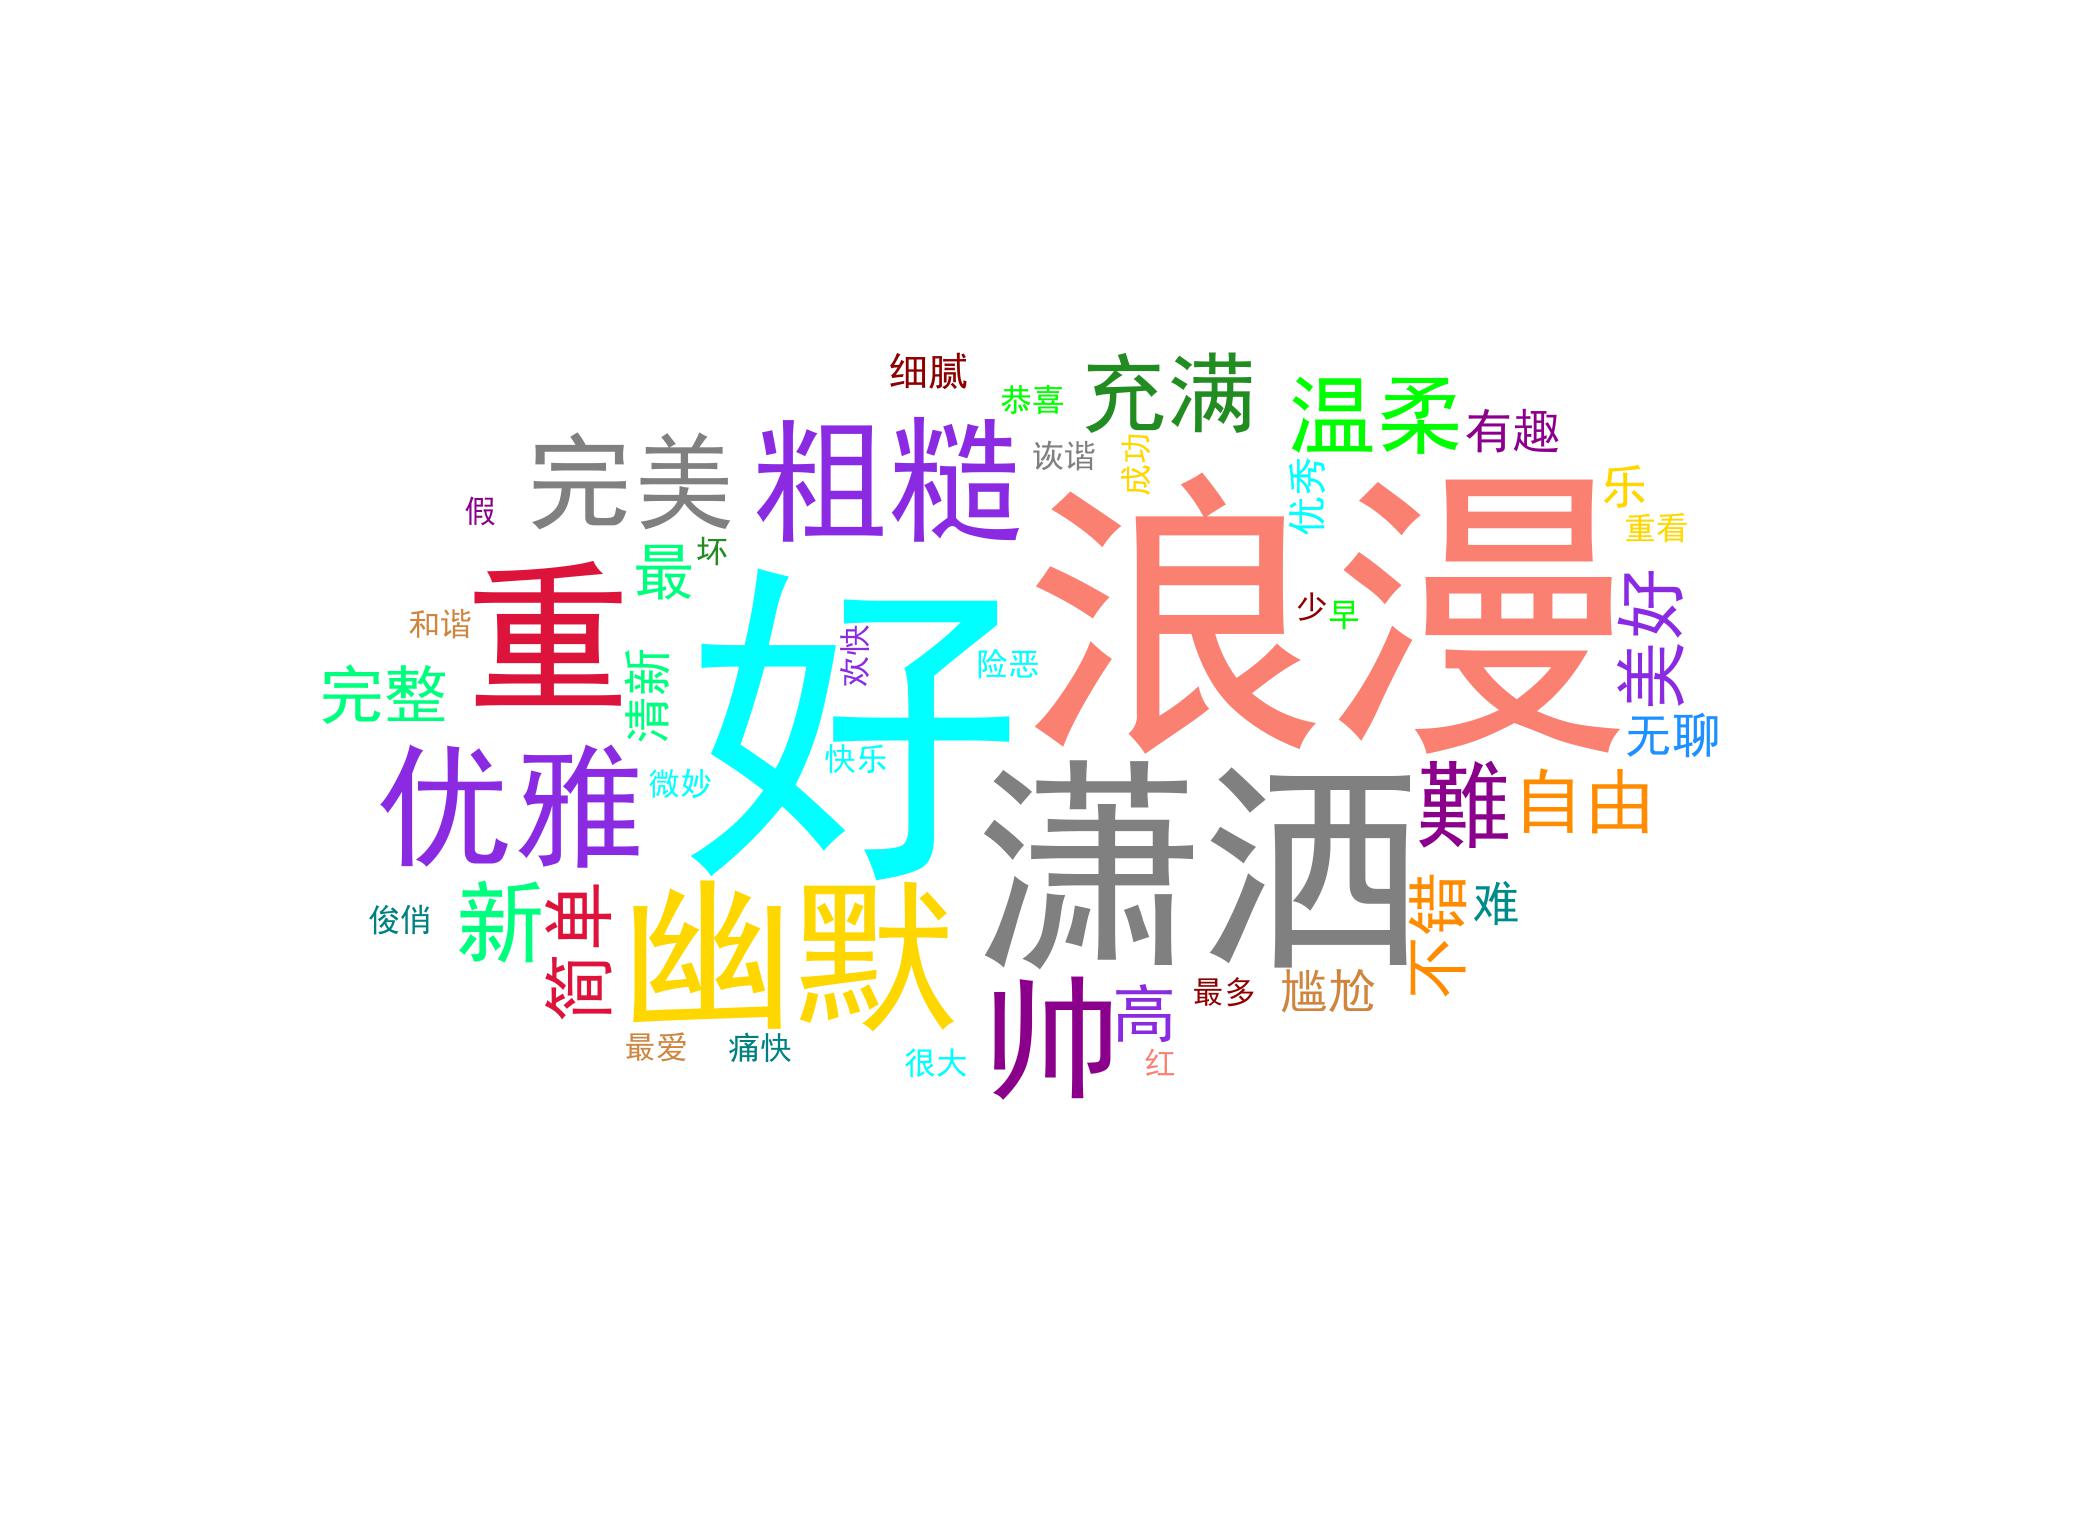 细腻
恭喜
充满
温柔
有趣
完美
粗糙
诙谐
成功
优秀
乐
假
浪漫
重看
最
坏
重
好
和谐
少
早
美好
完整
清新
欢快
险恶
无聊
优雅
微妙
快乐
潇洒
難
自由
俊俏
新
简单
幽默
不错
难
帅
高
最多
尴尬
最爱
痛快
很大
红